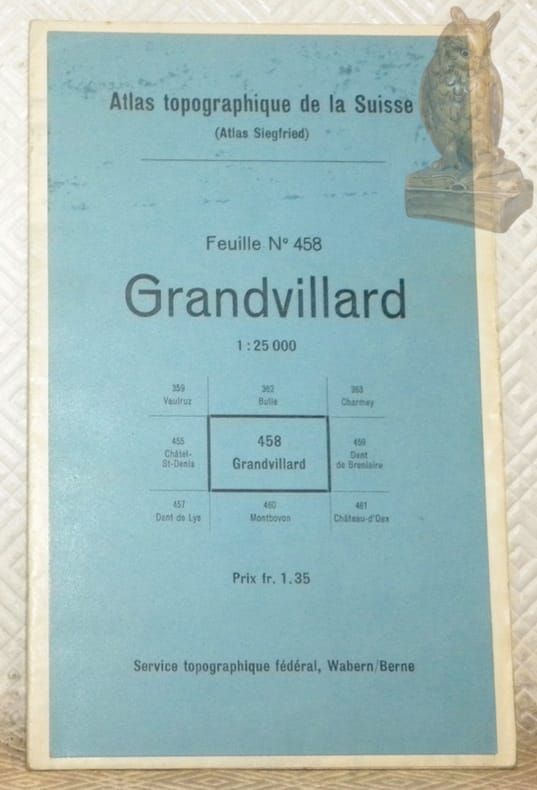 Atlas topographique de la Suisse
(Atlas Siegfried)
Feuille Nº 458
Grandvillard
1 : 25 000
359 362 363
Vaulruz Bulle Charmey
455 458 459
Châtel-St-Denis Grandvillard Dent de Brenlaire
457 460 461
Dent de Lys Montbovon Château-d'Oex
Prix fr. 1.35
Service topographique fédéral, Wabern/Berne